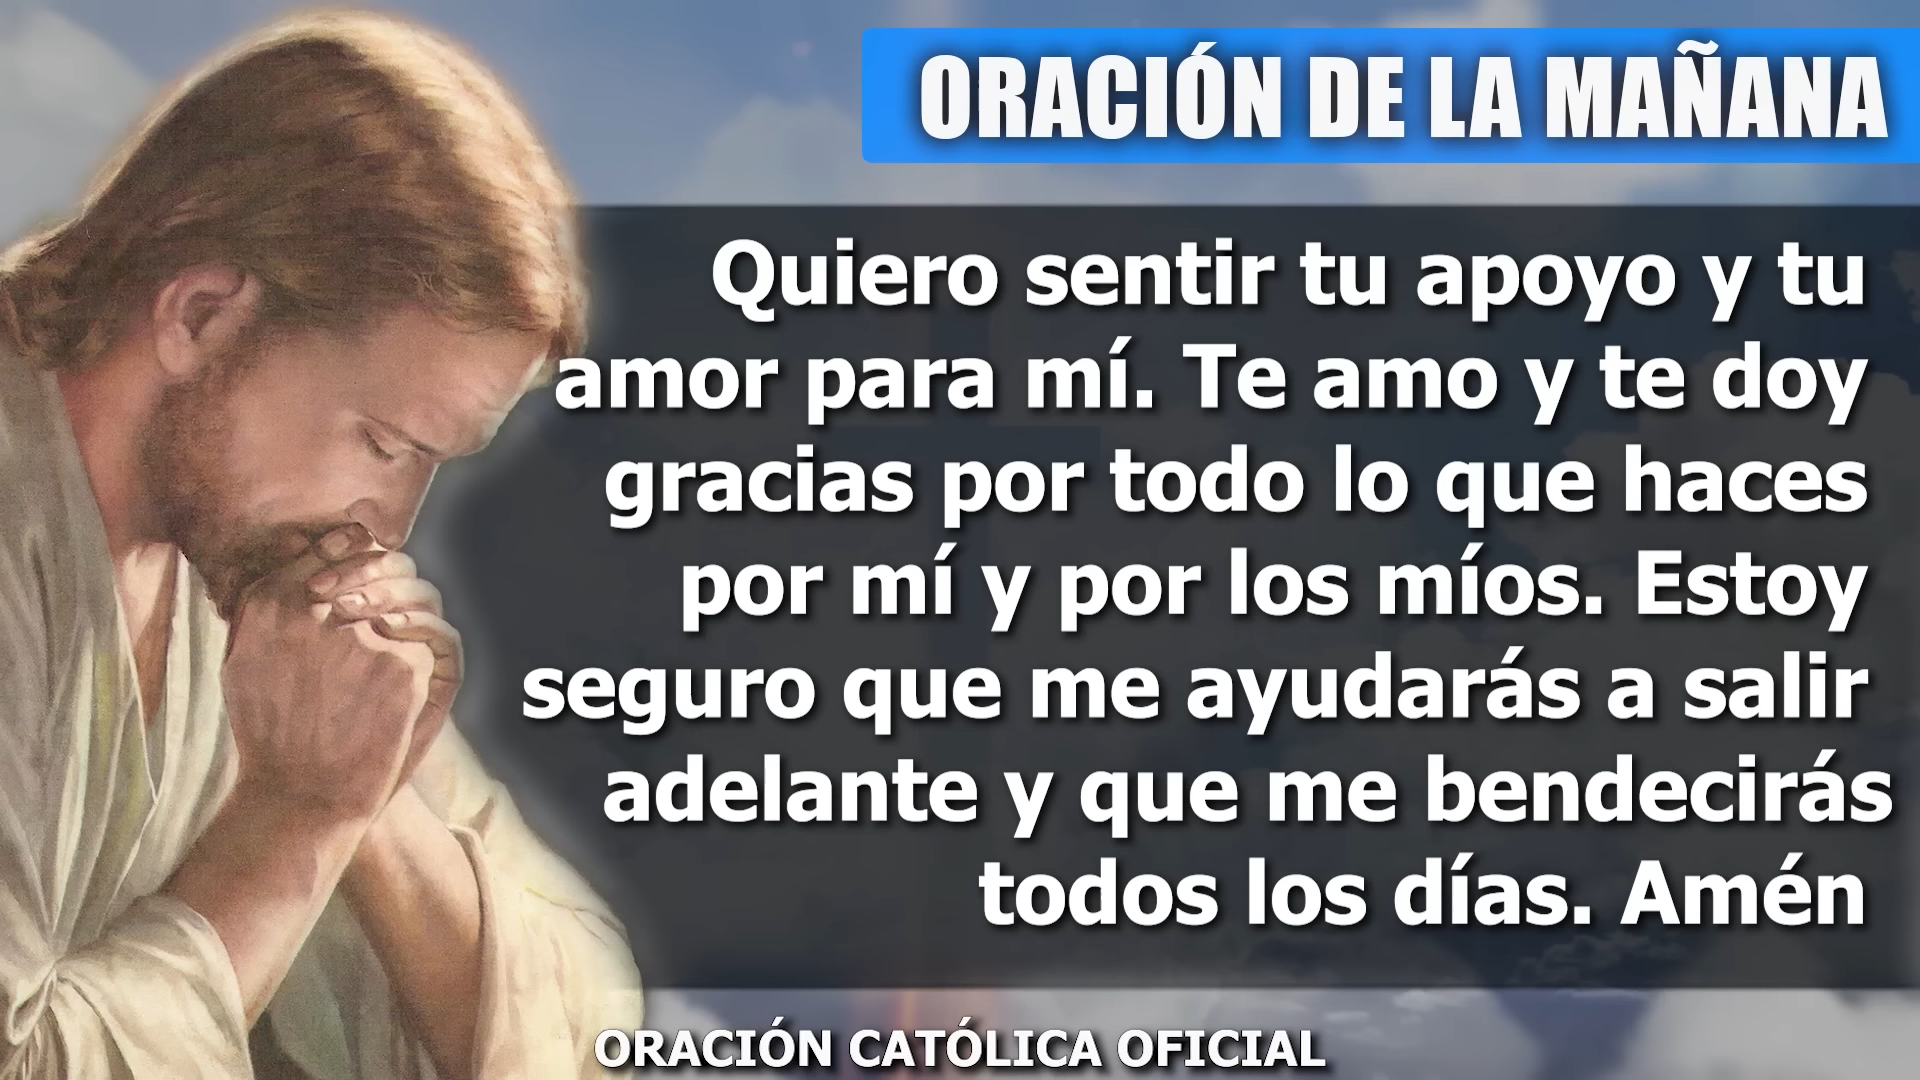 ORACIÓN DE LA MAÑANA
Quiero sentir tu apoyo y tu
amor para mí. Te amo y te doy
gracias por todo lo que haces
por mí y por los míos. Estoy
seguro que me ayudarás a salir
adelante y que me bendecirás
todos los días. Amén
ORACIÓN CATÓLICA OFICIAL